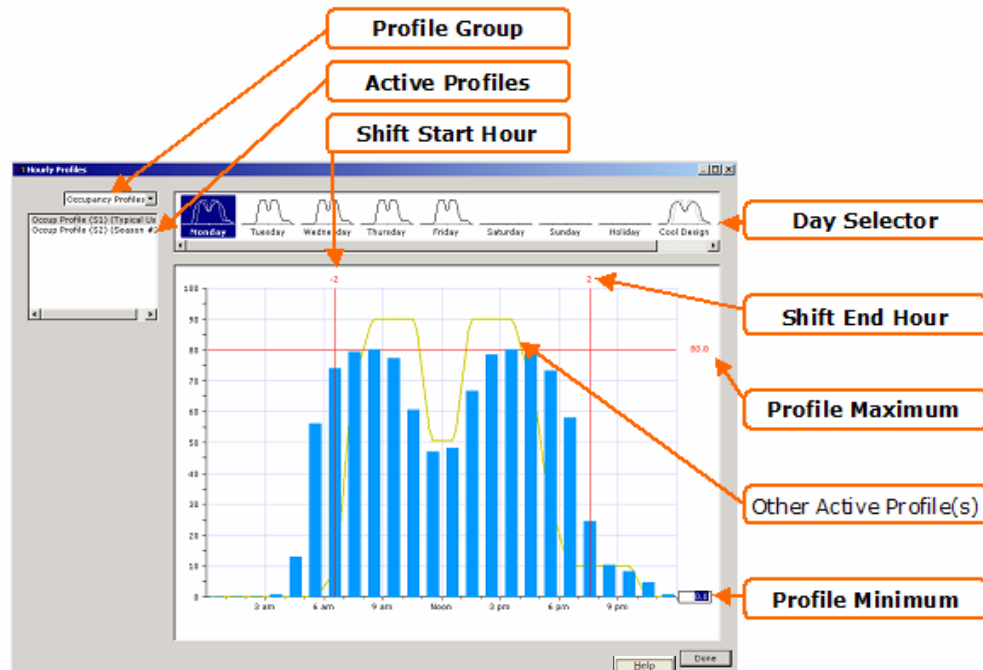 Profile Group
Active Profiles
Shift Start Hour
Hourly Profiles
Occupancy Profiles
Occup Profile (S1) (Typical Us
Occup Profile (S2) (Season #2
Monday Tuesday Wednesday Thursday Friday Saturday Sunday Holiday Cool Design
Day Selector
-2 2
Shift End Hour
100
90
80
80.0
70
Profile Maximum
60
50
40
30
Other Active Profile(s)
20
10
0
0.0
3 am 6 am 9 am Noon 3 pm 6 pm 9 pm
Profile Minimum
Help Done